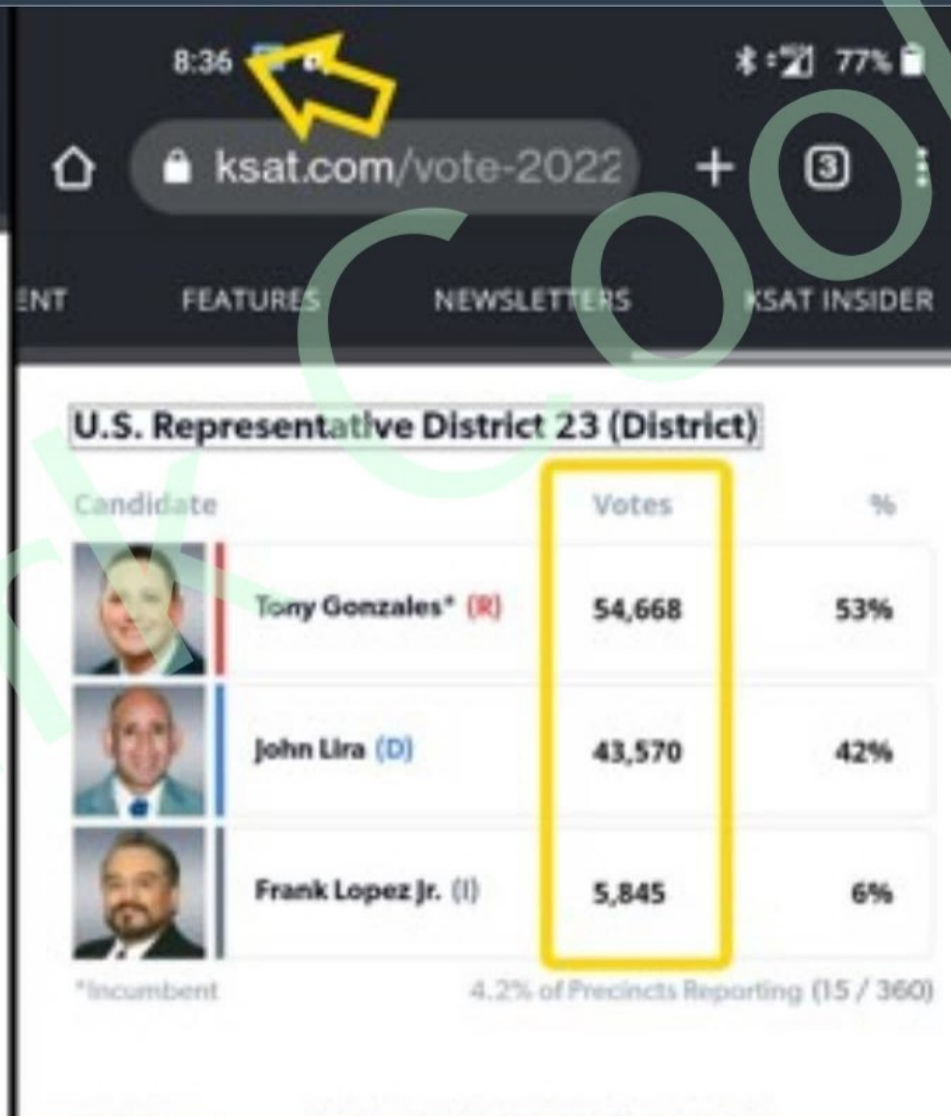 8:36 77%
ksat.com/vote-2022 3
ENT FEATURES NEWSLETTERS KSAT INSIDER
U.S. Representative District 23 (District)
Candidate Votes %
Tony Gonzales* (R) 54,668 53%
John Lira (D) 43,570 42%
Frank Lopez Jr. (I) 5,845 6%
*Incumbent 4.2% of Precincts Reporting (15 / 360)
rk Coo